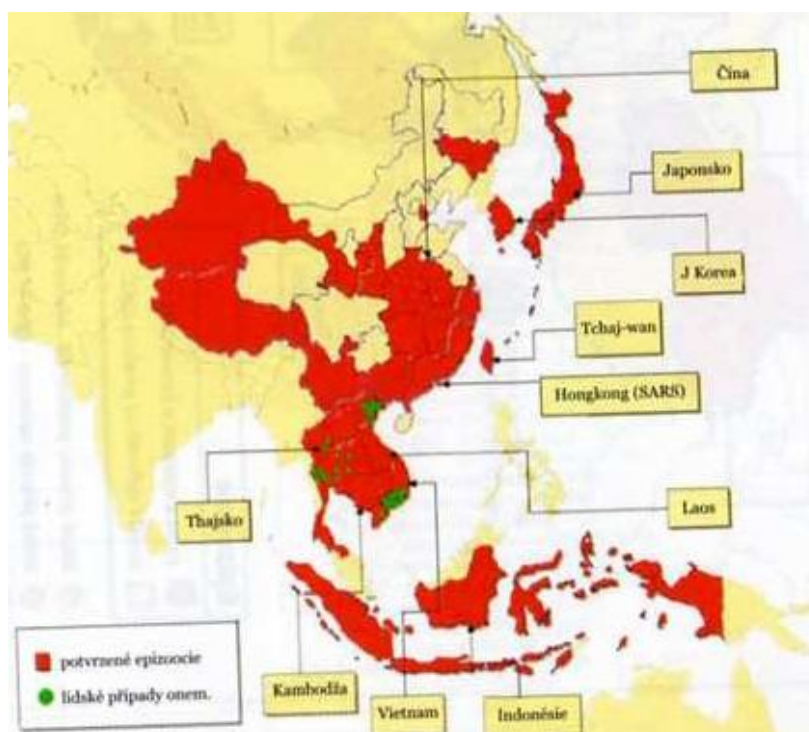 Čína
Japonsko
J Korea
Tchaj-wan
Hongkong (SARS)
Thajsko
Laos
potvrzené epizoocie
lidské případy onem.
Kambodža
Vietnam
Indonésie